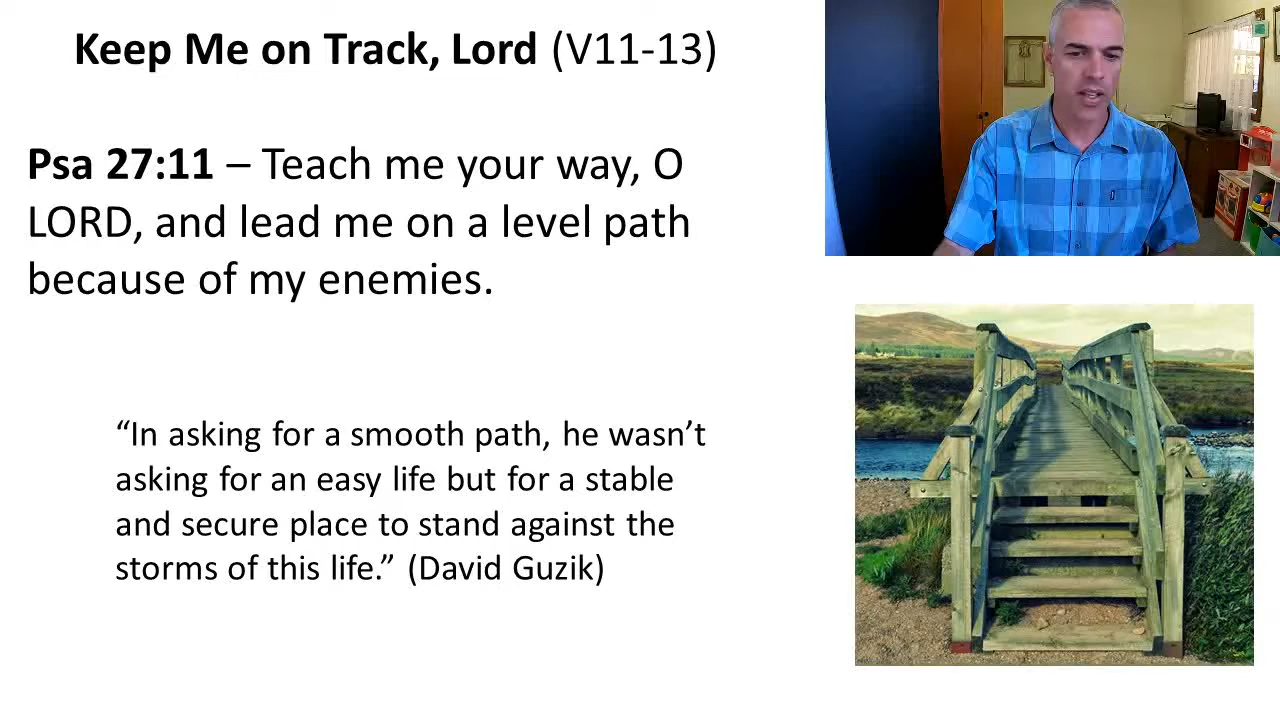 Keep Me on Track, Lord (V11-13)
Psa 27:11 – Teach me your way, O
LORD, and lead me on a level path
because of my enemies.
“In asking for a smooth path, he wasn’t
asking for an easy life but for a stable
and secure place to stand against the
storms of this life.” (David Guzik)